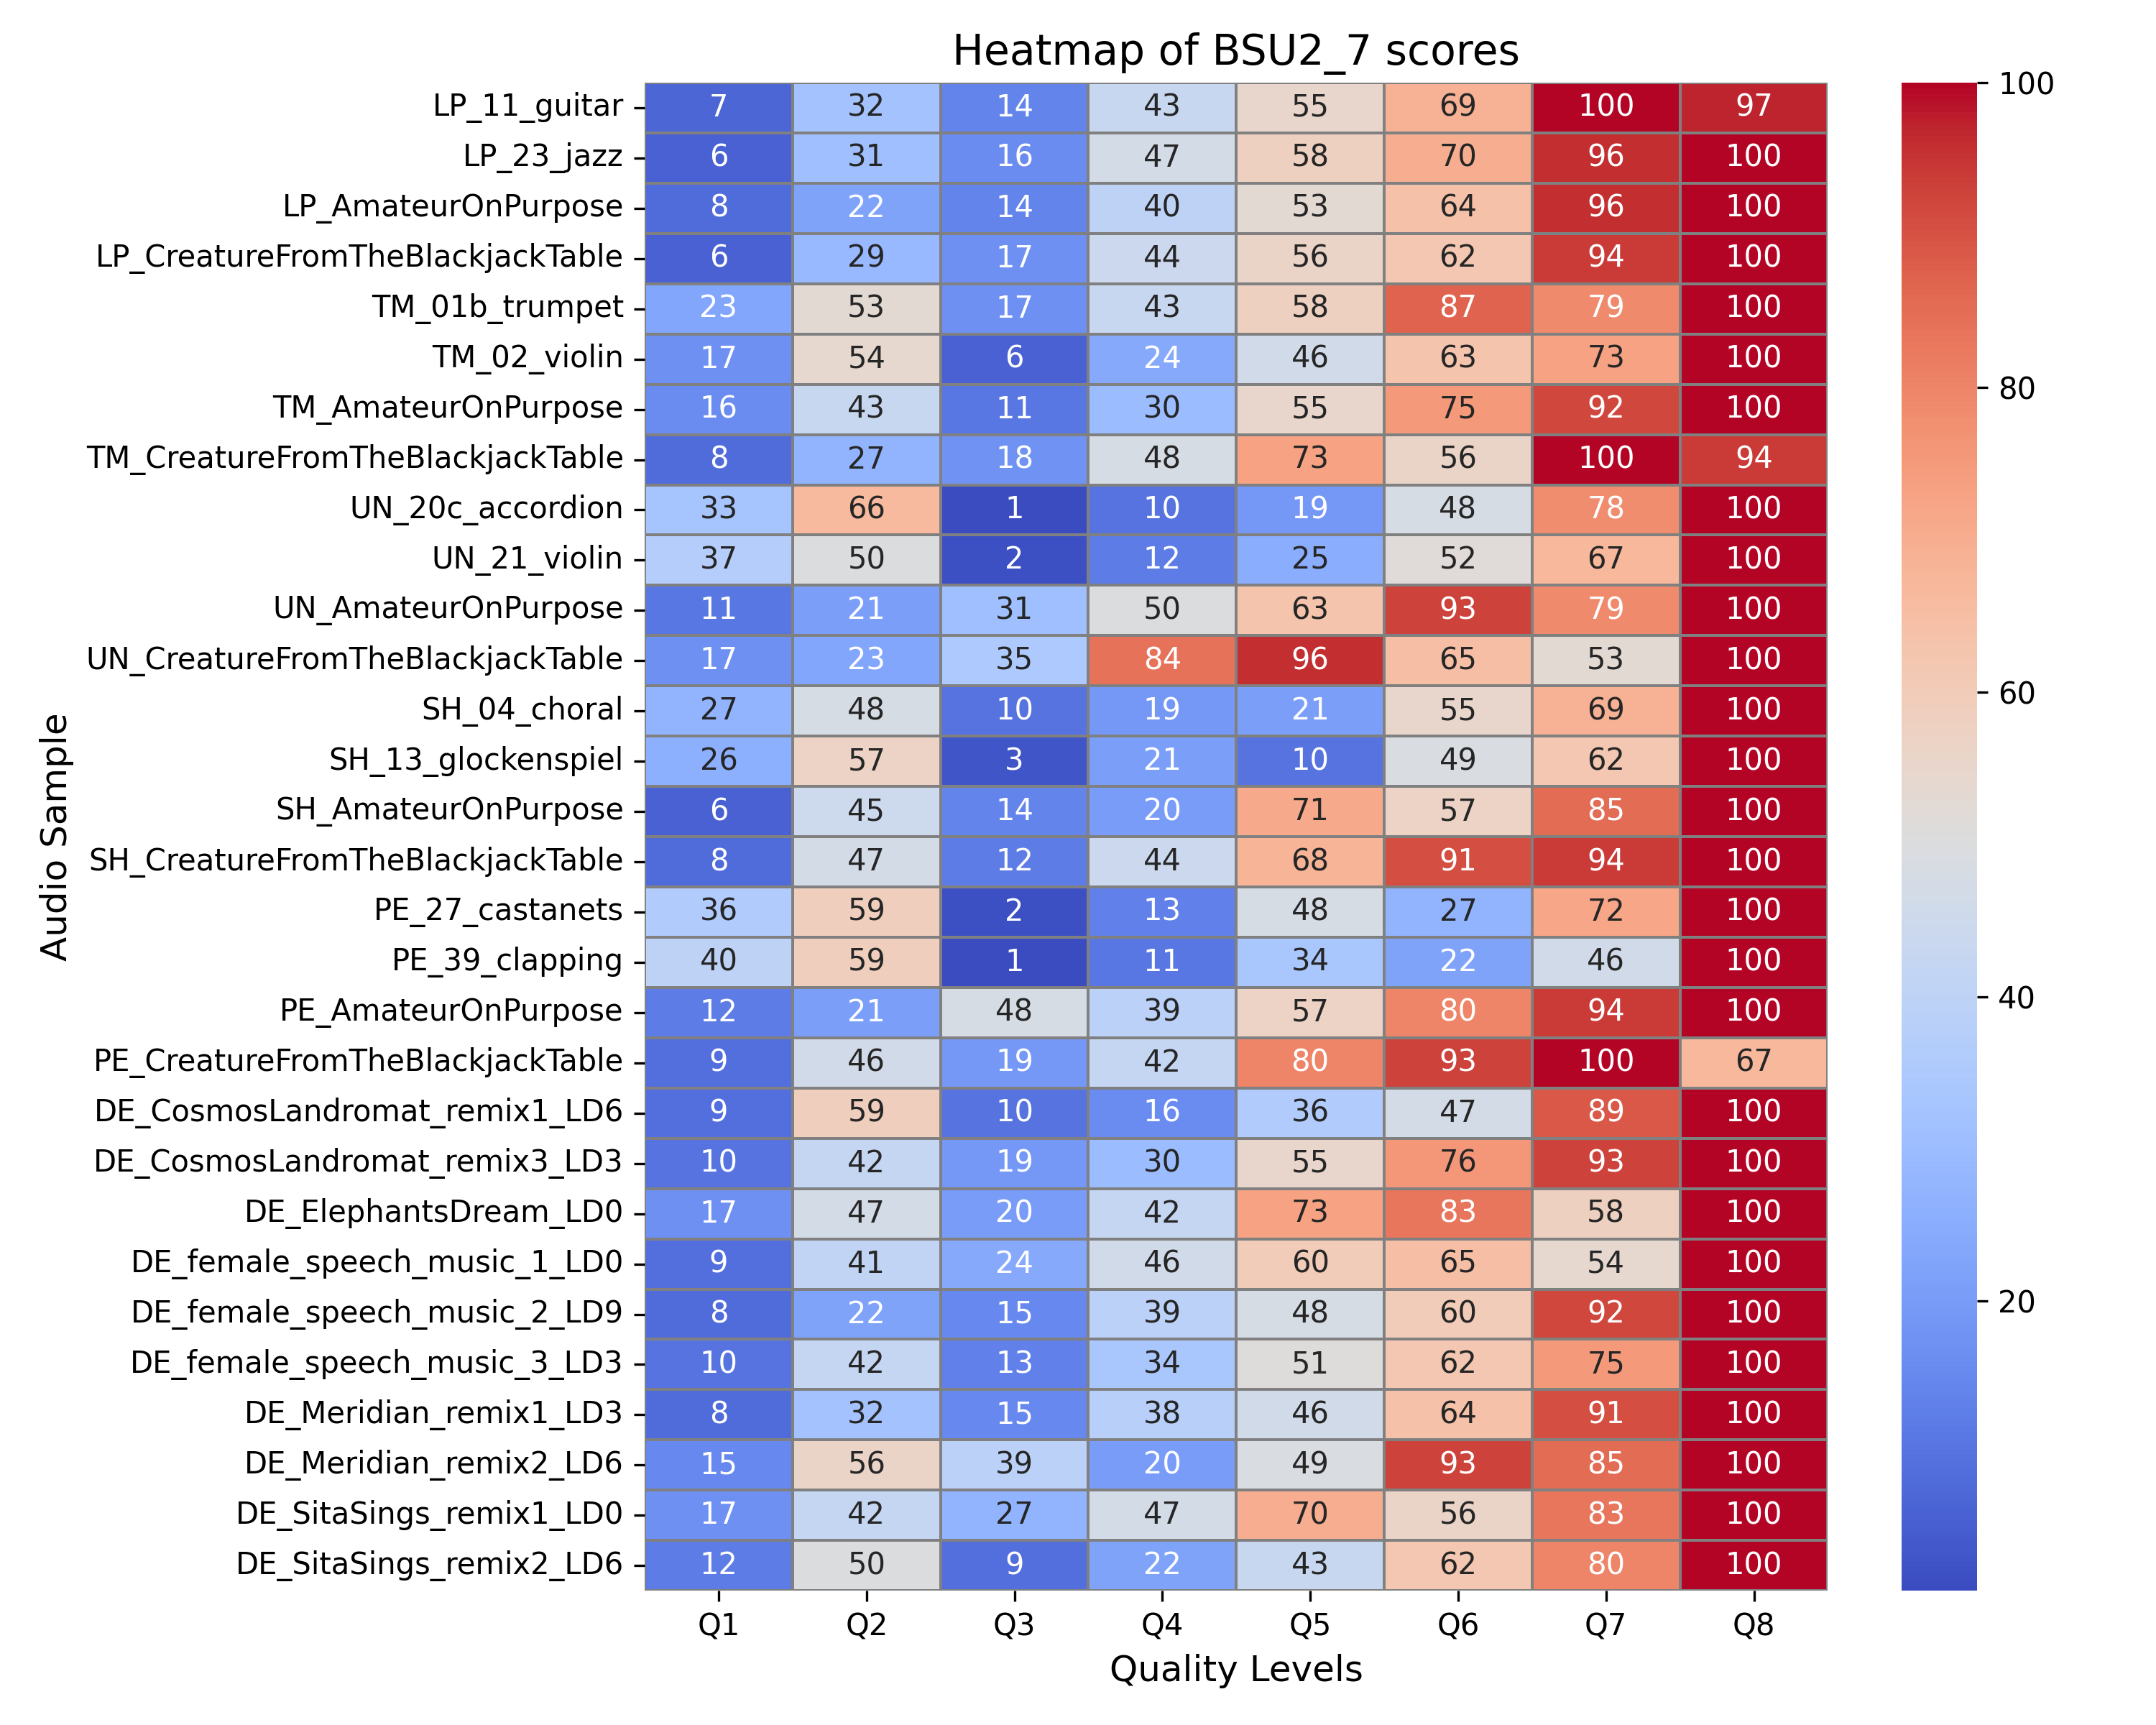 Heatmap of BSU2_7 scores
LP_11_guitar 7 32 14 43 55 69 100 97
LP_23_jazz 6 31 16 47 58 70 96 100
LP_AmateurOnPurpose 8 22 14 40 53 64 96 100
LP_CreatureFromTheBlackjackTable 6 29 17 44 56 62 94 100
TM_01b_trumpet 23 53 17 43 58 87 79 100
TM_02_violin 17 54 6 24 46 63 73 100
TM_AmateurOnPurpose 16 43 11 30 55 75 92 100
TM_CreatureFromTheBlackjackTable 8 27 18 48 73 56 100 94
UN_20c_accordion 33 66 1 10 19 48 78 100
UN_21_violin 37 50 2 12 25 52 67 100
UN_AmateurOnPurpose 11 21 31 50 63 93 79 100
UN_CreatureFromTheBlackjackTable 17 23 35 84 96 65 53 100
SH_04_choral 27 48 10 19 21 55 69 100
SH_13_glockenspiel 26 57 3 21 10 49 62 100
SH_AmateurOnPurpose 6 45 14 20 71 57 85 100
SH_CreatureFromTheBlackjackTable 8 47 12 44 68 91 94 100
PE_27_castanets 36 59 2 13 48 27 72 100
PE_39_clapping 40 59 1 11 34 22 46 100
PE_AmateurOnPurpose 12 21 48 39 57 80 94 100
PE_CreatureFromTheBlackjackTable 9 46 19 42 80 93 100 67
DE_CosmosLandromat_remix1_LD6 9 59 10 16 36 47 89 100
DE_CosmosLandromat_remix3_LD3 10 42 19 30 55 76 93 100
DE_ElephantsDream_LD0 17 47 20 42 73 83 58 100
DE_female_speech_music_1_LD0 9 41 24 46 60 65 54 100
DE_female_speech_music_2_LD9 8 22 15 39 48 60 92 100
DE_female_speech_music_3_LD3 10 42 13 34 51 62 75 100
DE_Meridian_remix1_LD3 8 32 15 38 46 64 91 100
DE_Meridian_remix2_LD6 15 56 39 20 49 93 85 100
DE_SitaSings_remix1_LD0 17 42 27 47 70 56 83 100
DE_SitaSings_remix2_LD6 12 50 9 22 43 62 80 100
Q1 Q2 Q3 Q4 Q5 Q6 Q7 Q8
Quality Levels
Audio Sample
100
80
60
40
20